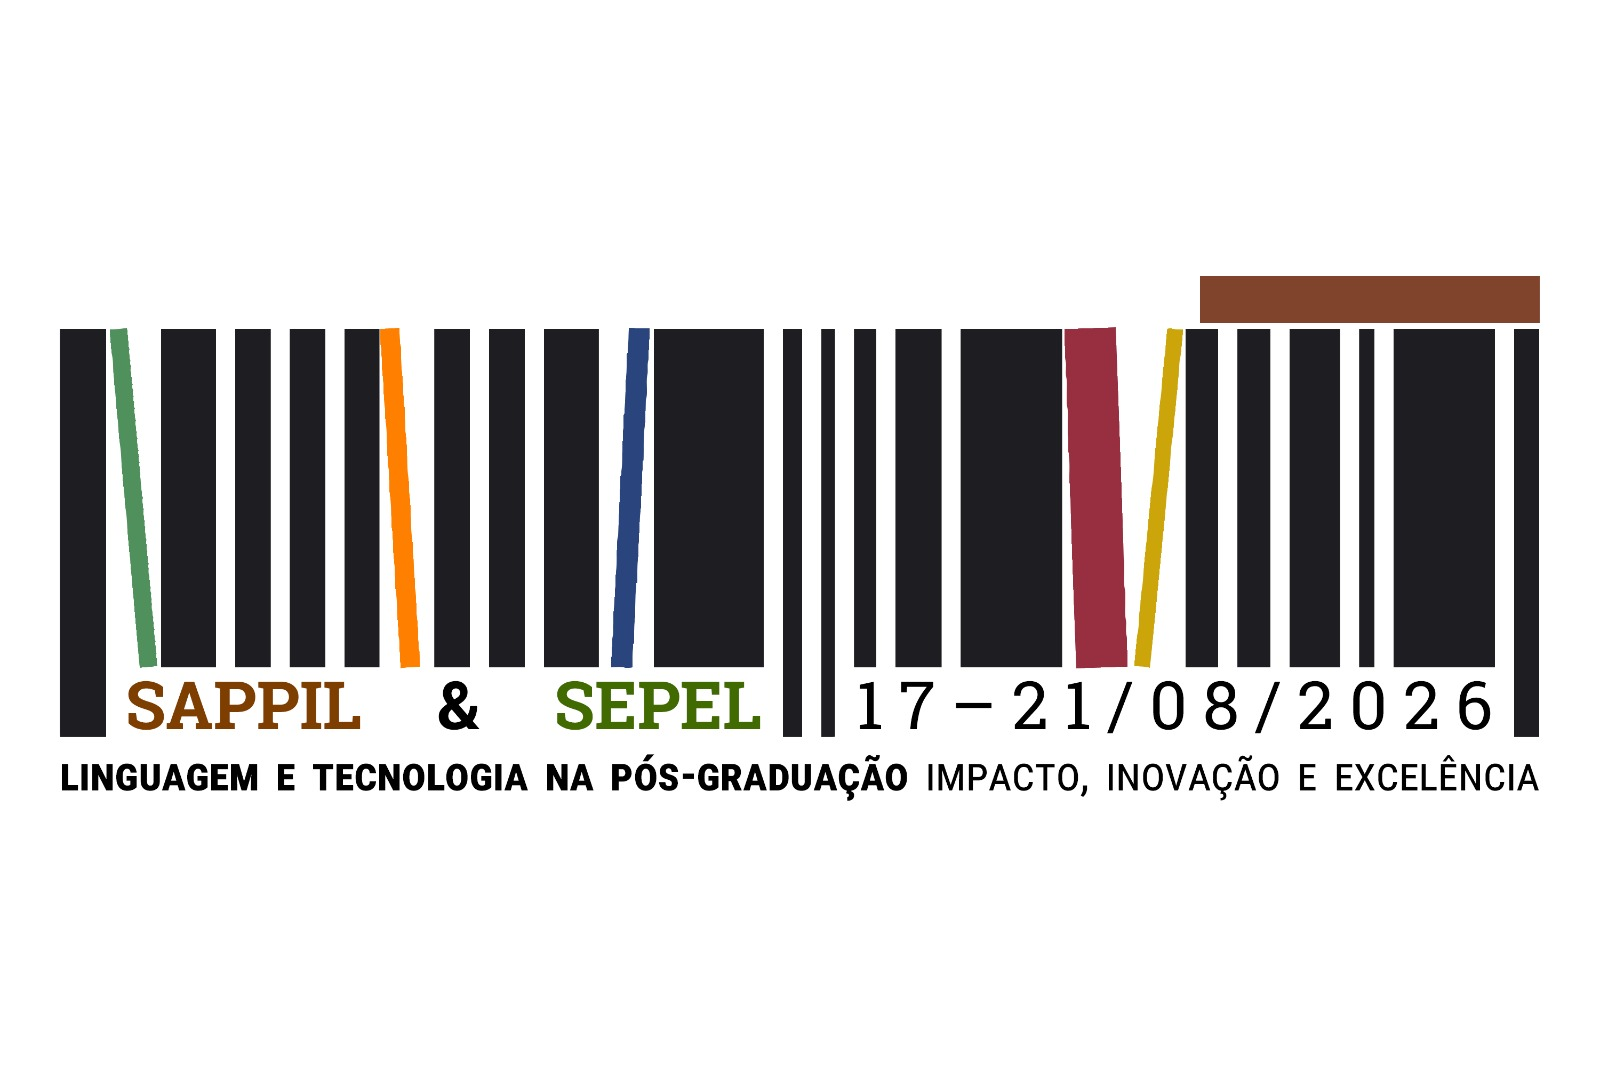 SAPPIL & SEPEL 17–21/08/2026
LINGUAGEM E TECNOLOGIA NA PÓS-GRADUAÇÃO IMPACTO, INOVAÇÃO E EXCELÊNCIA